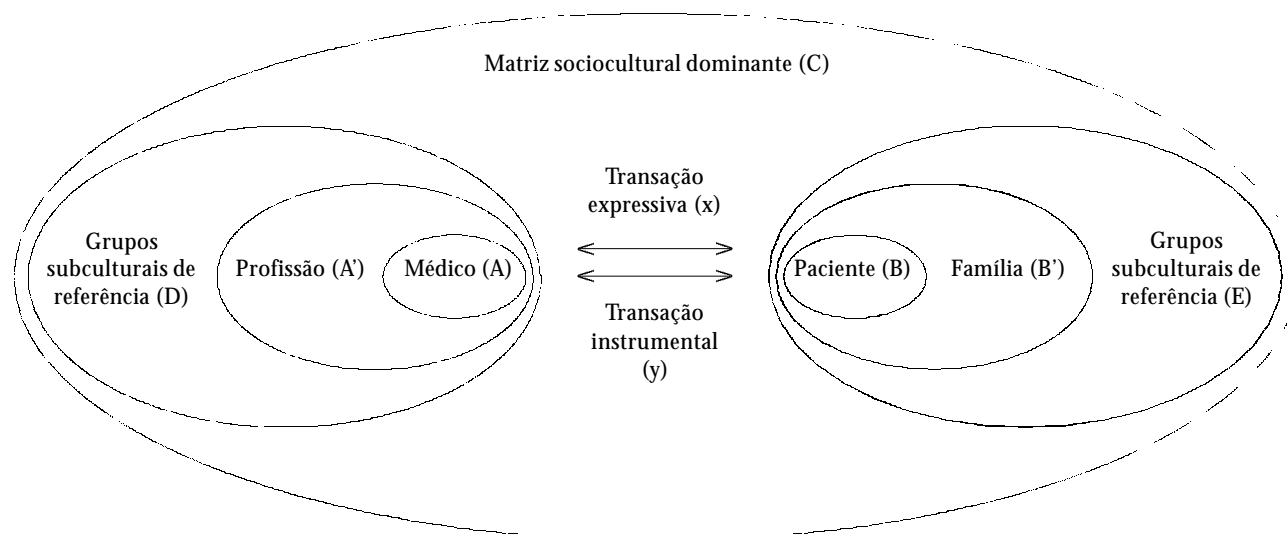 Matriz sociocultural dominante (C)
Transação
expressiva (x)
Grupos
subculturais de
referência (D)
Profissão (A’)
Médico (A)
Paciente (B)
Família (B’)
Grupos
subculturais de
referência (E)
Transação
instrumental
(y)